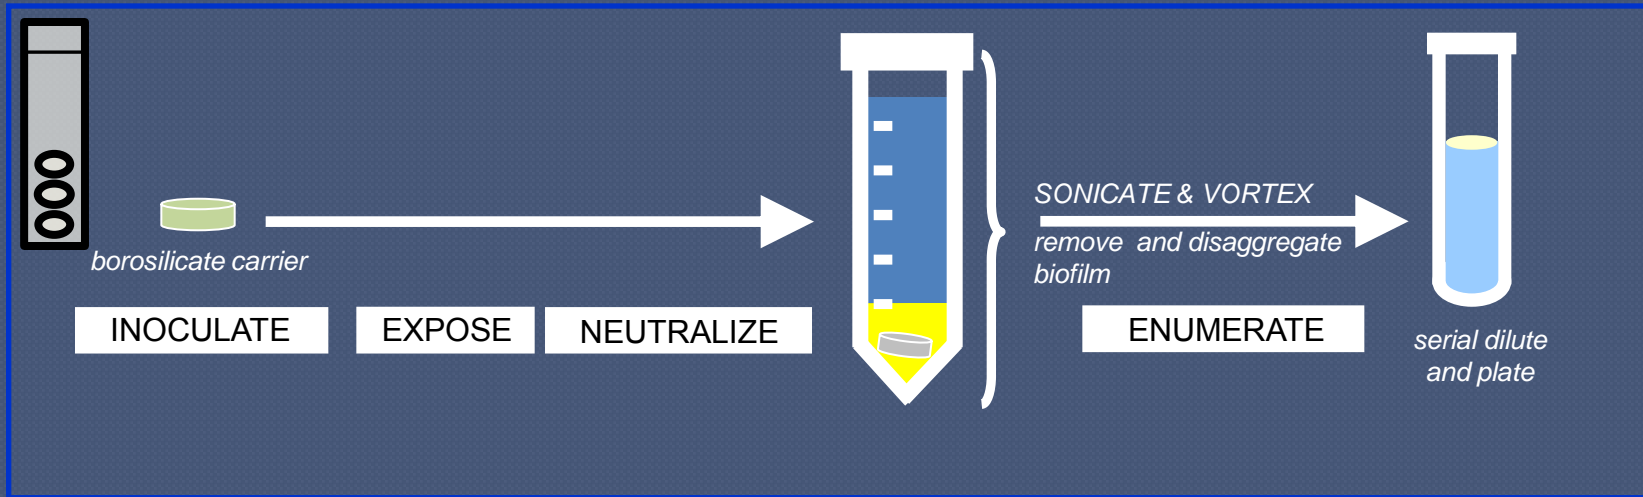 borosilicate carrier
INOCULATE
EXPOSE
NEUTRALIZE
SONICATE & VORTEX
remove and disaggregate
biofilm
ENUMERATE
serial dilute
and plate